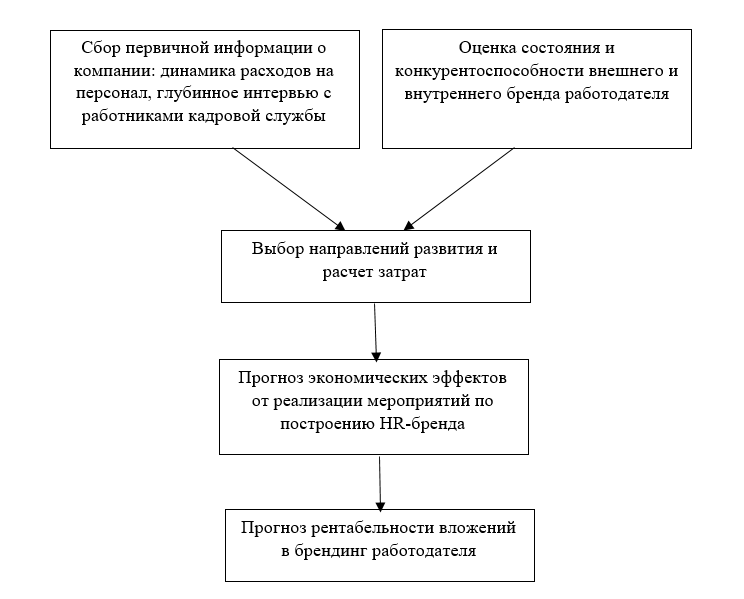 Сбор первичной информации о
компании: динамика расходов на
персонал, глубинное интервью с
работниками кадровой службы
Оценка состояния и
конкурентоспособности внешнего и
внутреннего бренда работодателя
Выбор направлений развития и
расчет затрат
Прогноз экономических эффектов
от реализации мероприятий по
построению HR-бренда
Прогноз рентабельности вложений
в брендинг работодателя